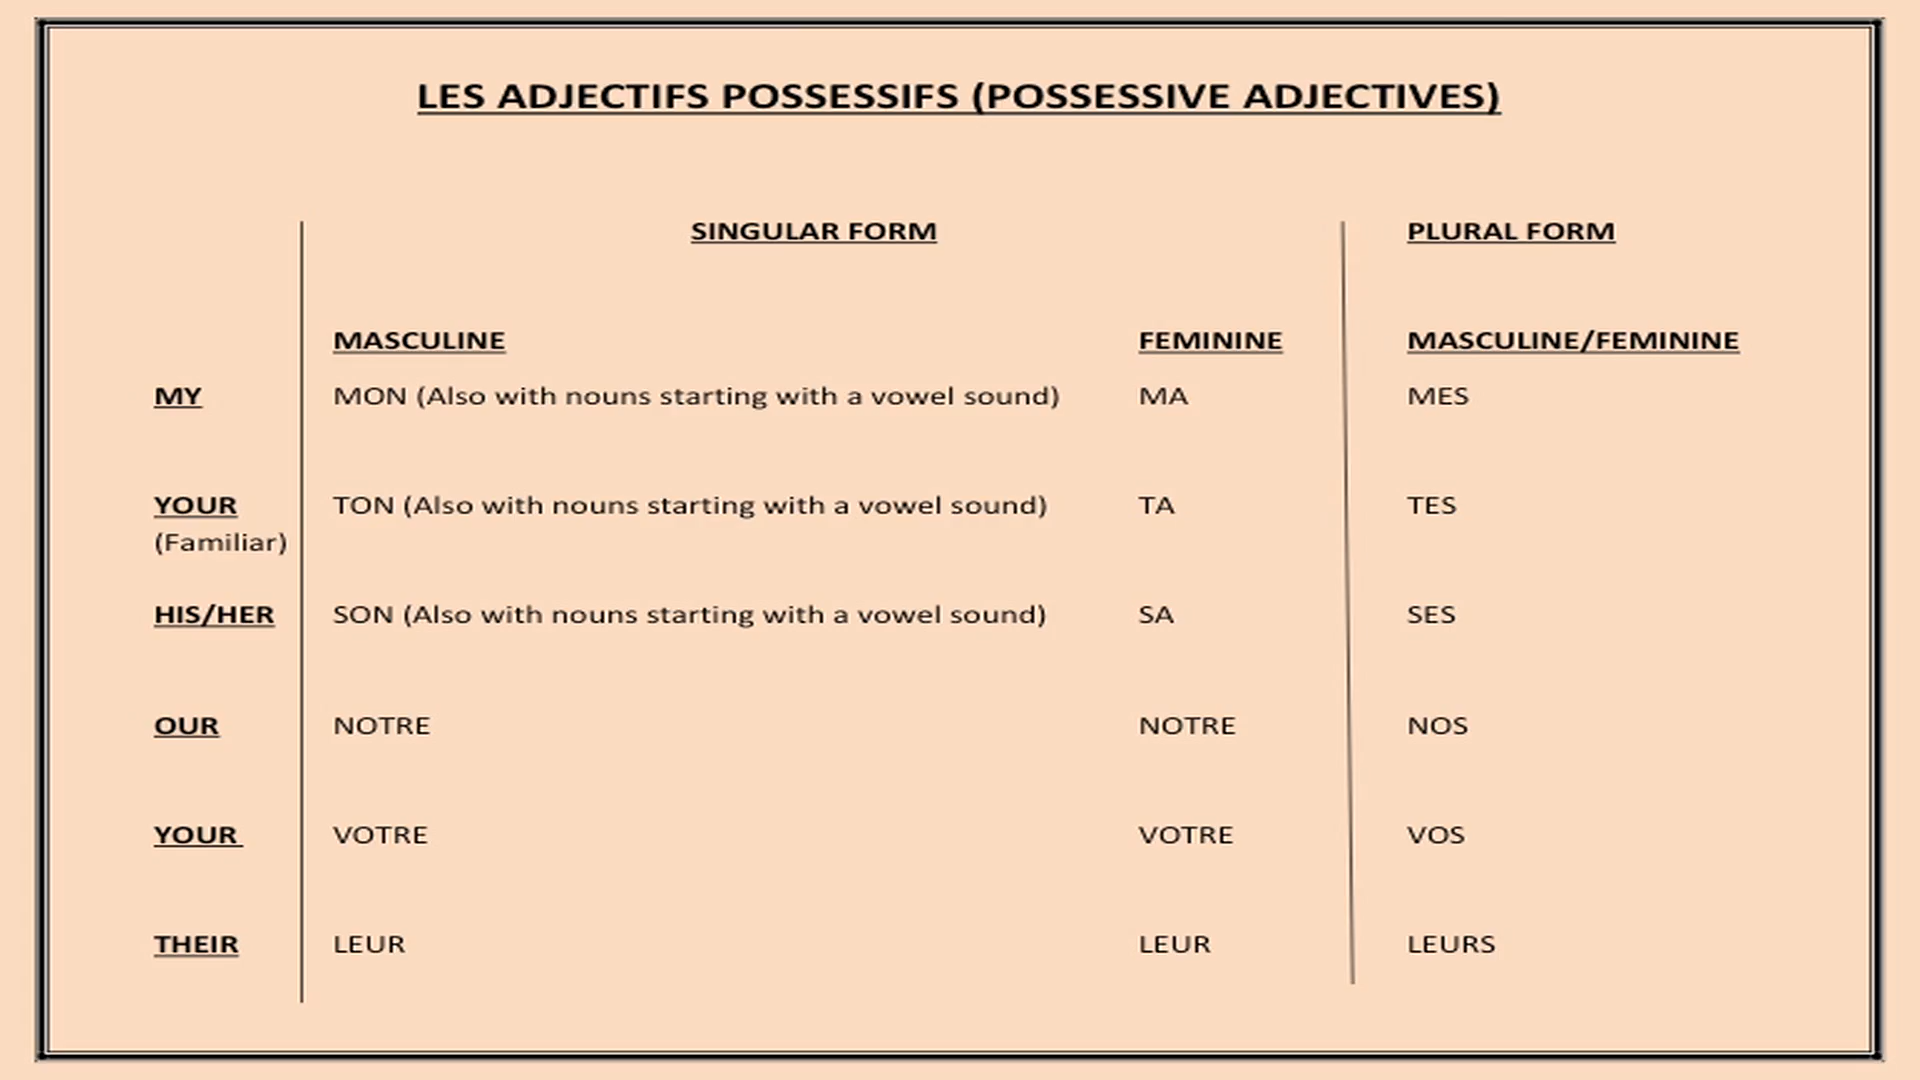 LES ADJECTIFS POSSESSIFS (POSSESSIVE ADJECTIVES)
SINGULAR FORM PLURAL FORM
MASCULINE FEMININE MASCULINE/FEMININE
MY MON (Also with nouns starting with a vowel sound) MA MES
YOUR TON (Also with nouns starting with a vowel sound) TA TES
(Familiar)
HIS/HER SON (Also with nouns starting with a vowel sound) SA SES
OUR NOTRE NOTRE NOS
YOUR VOTRE VOTRE VOS
THEIR LEUR LEUR LEURS